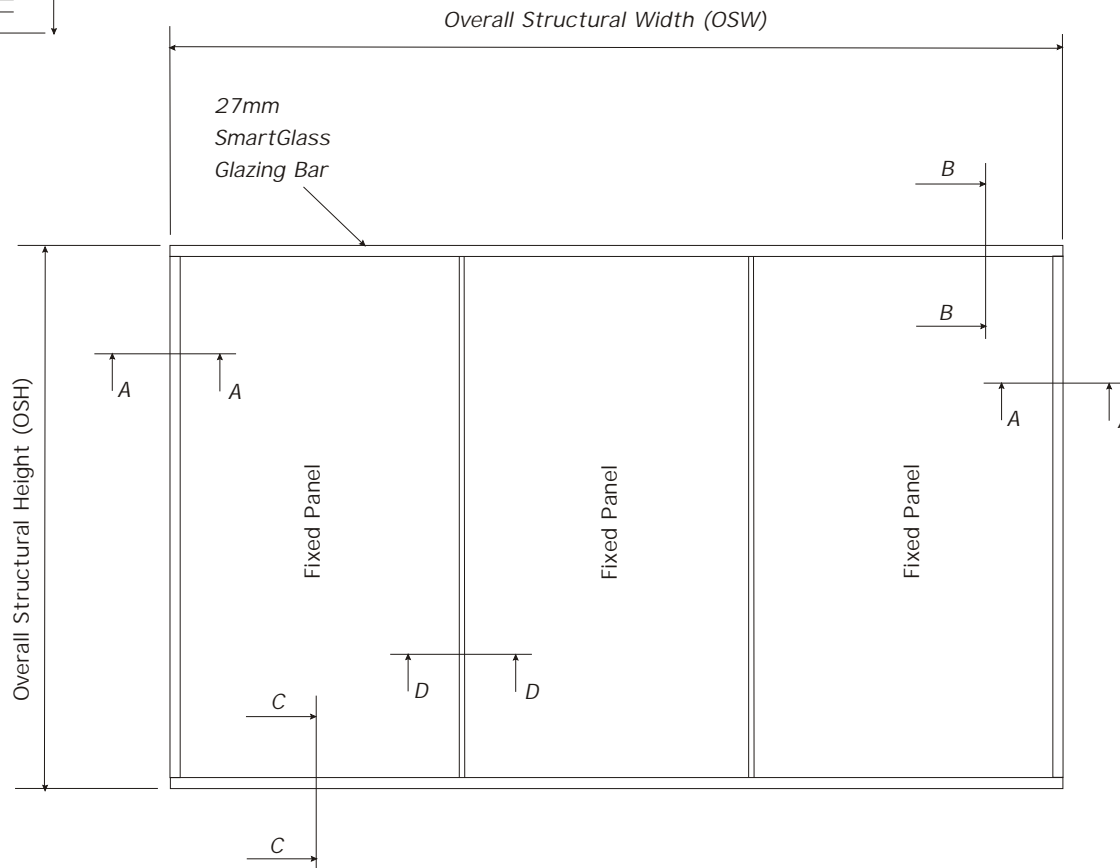 Overall Structural Width (OSW)
27mm
SmartGlass
Glazing Bar
B
B
A
A
A
Overall Structural Height (OSH)
Fixed Panel
Fixed Panel
Fixed Panel
D
D
C
C